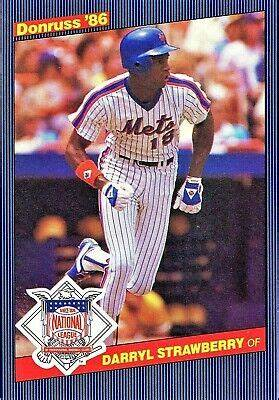 Donruss '86
Mets
18
NATIONAL
LEAGUE
DARRYL STRAWBERRY OF